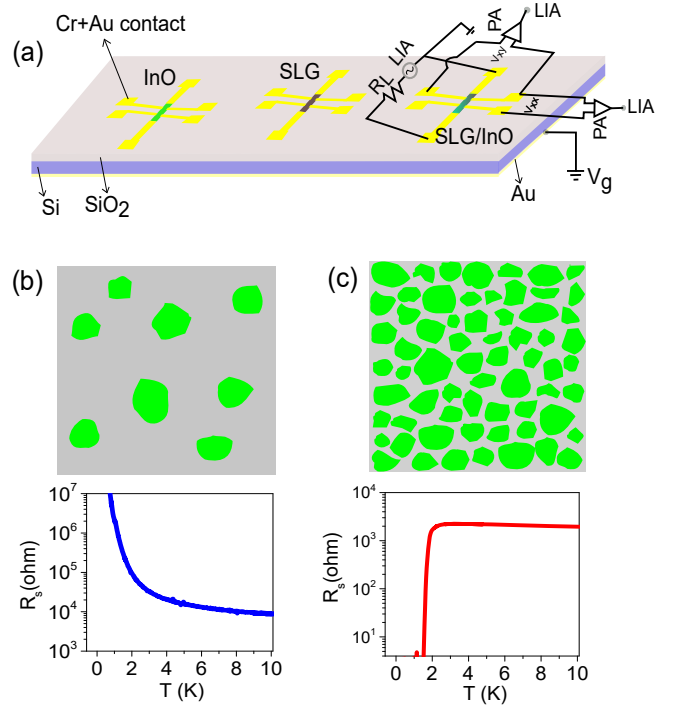 (a)
Cr+Au contact
InO
SLG
RL
LIA
Vxy
PA
LIA
Vxx
PA
LIA
SLG/InO
Vg
Au
Si
SiO2
(b)
(c)
10^7
10^6
10^5
10^4
10^3
Rs(ohm)
0 2 4 6 8 10
T (K)
10^4
10^3
10^2
10^1
Rs(ohm)
0 2 4 6 8 10
T (K)